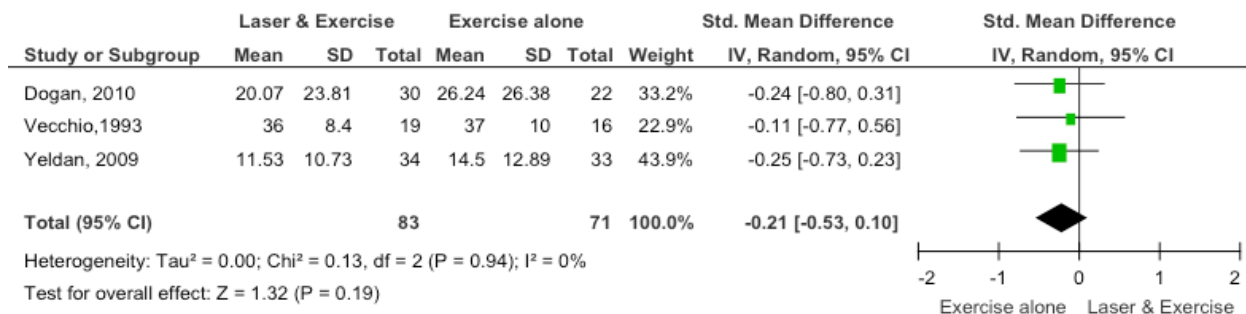 Laser & Exercise Exercise alone Std. Mean Difference Std. Mean Difference
Study or Subgroup Mean SD Total Mean SD Total Weight IV, Random, 95% CI IV, Random, 95% CI
Dogan, 2010 20.07 23.81 30 26.24 26.38 22 33.2% -0.24 [-0.80, 0.31]
Vecchio,1993 36 8.4 19 37 10 16 22.9% -0.11 [-0.77, 0.56]
Yeldan, 2009 11.53 10.73 34 14.5 12.89 33 43.9% -0.25 [-0.73, 0.23]
Total (95% CI) 83 71 100.0% -0.21 [-0.53, 0.10]
Heterogeneity: Tau² = 0.00; Chi² = 0.13, df = 2 (P = 0.94); I² = 0%
Test for overall effect: Z = 1.32 (P = 0.19)
-2 -1 0 1 2
Exercise alone Laser & Exercise